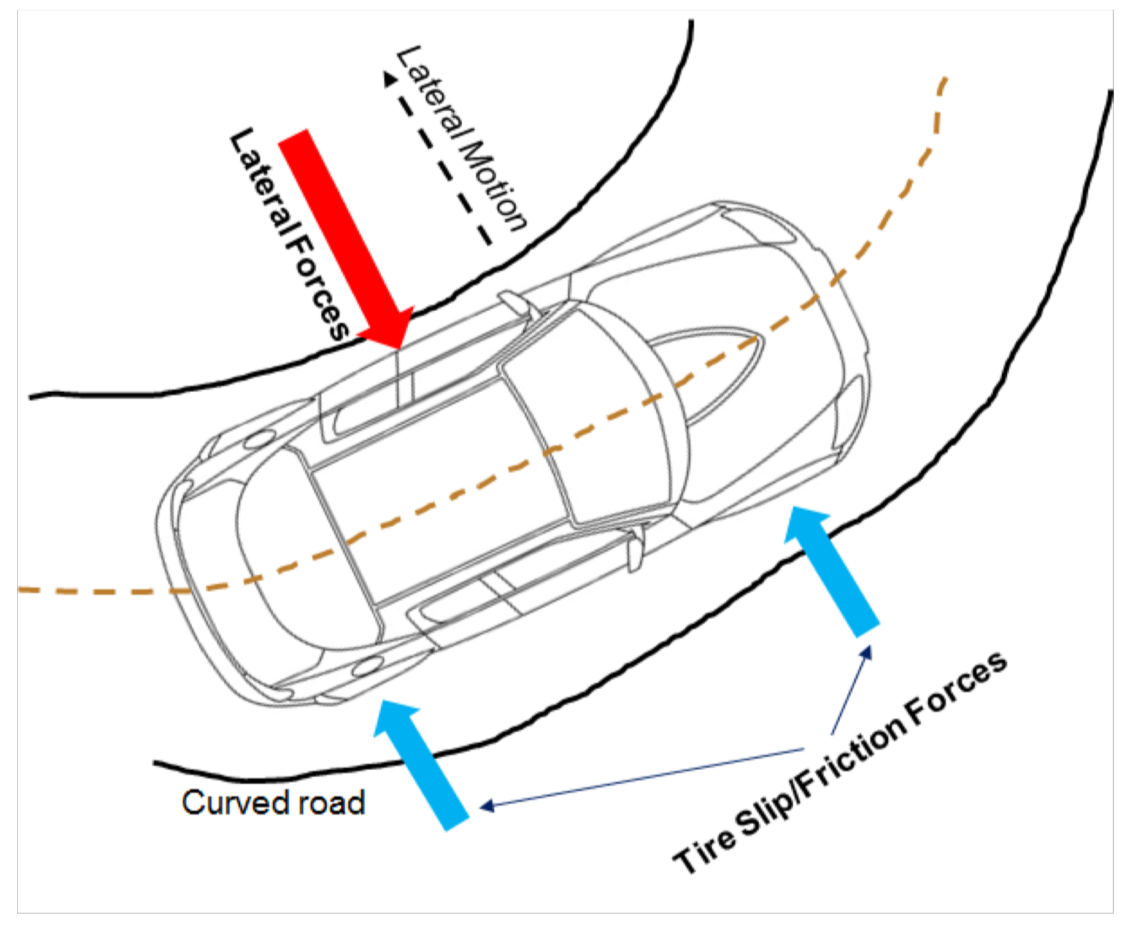 Lateral Motion
Lateral Forces
Curved road
Tire Slip/Friction Forces